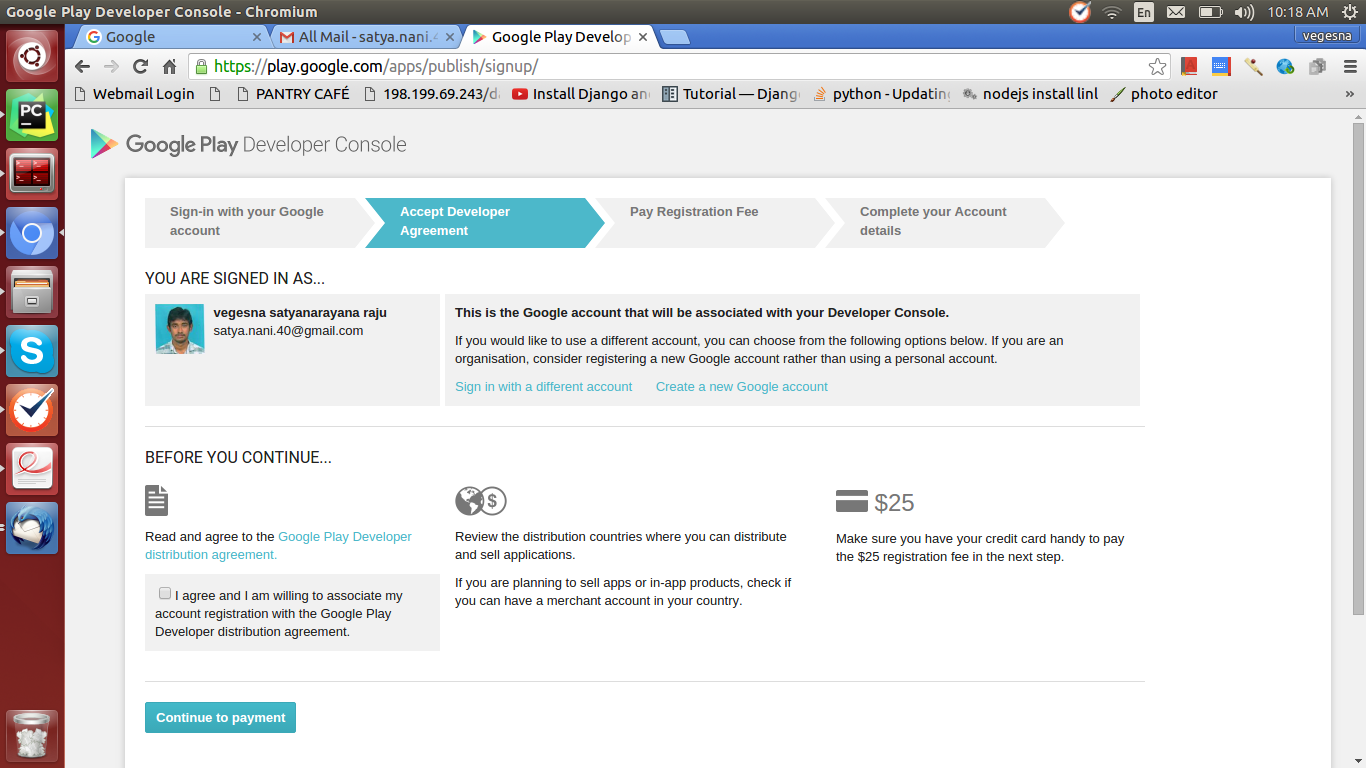 Google Play Developer Console - Chromium
En
10:18 AM
Google
All Mail - satya.nani.4
Google Play Develop
vegesna
https://play.google.com/apps/publish/signup/
Webmail Login
PANTRY CAFÉ
198.199.69.243/d
Install Django an
Tutorial — Djang
python - Updatin
nodejs install linl
photo editor
»
Google Play Developer Console
Sign-in with your Google
account
Accept Developer
Agreement
Pay Registration Fee
Complete your Account
details
YOU ARE SIGNED IN AS...
vegesna satyanarayana raju
satya.nani.40@gmail.com
This is the Google account that will be associated with your Developer Console.
If you would like to use a different account, you can choose from the following options below. If you are an
organisation, consider registering a new Google account rather than using a personal account.
Sign in with a different account
Create a new Google account
BEFORE YOU CONTINUE...
Read and agree to the Google Play Developer
distribution agreement.
I agree and I am willing to associate my
account registration with the Google Play
Developer distribution agreement.
$
Review the distribution countries where you can distribute
and sell applications.
If you are planning to sell apps or in-app products, check if
you can have a merchant account in your country.
$25
Make sure you have your credit card handy to pay
the $25 registration fee in the next step.
Continue to payment
PC
S